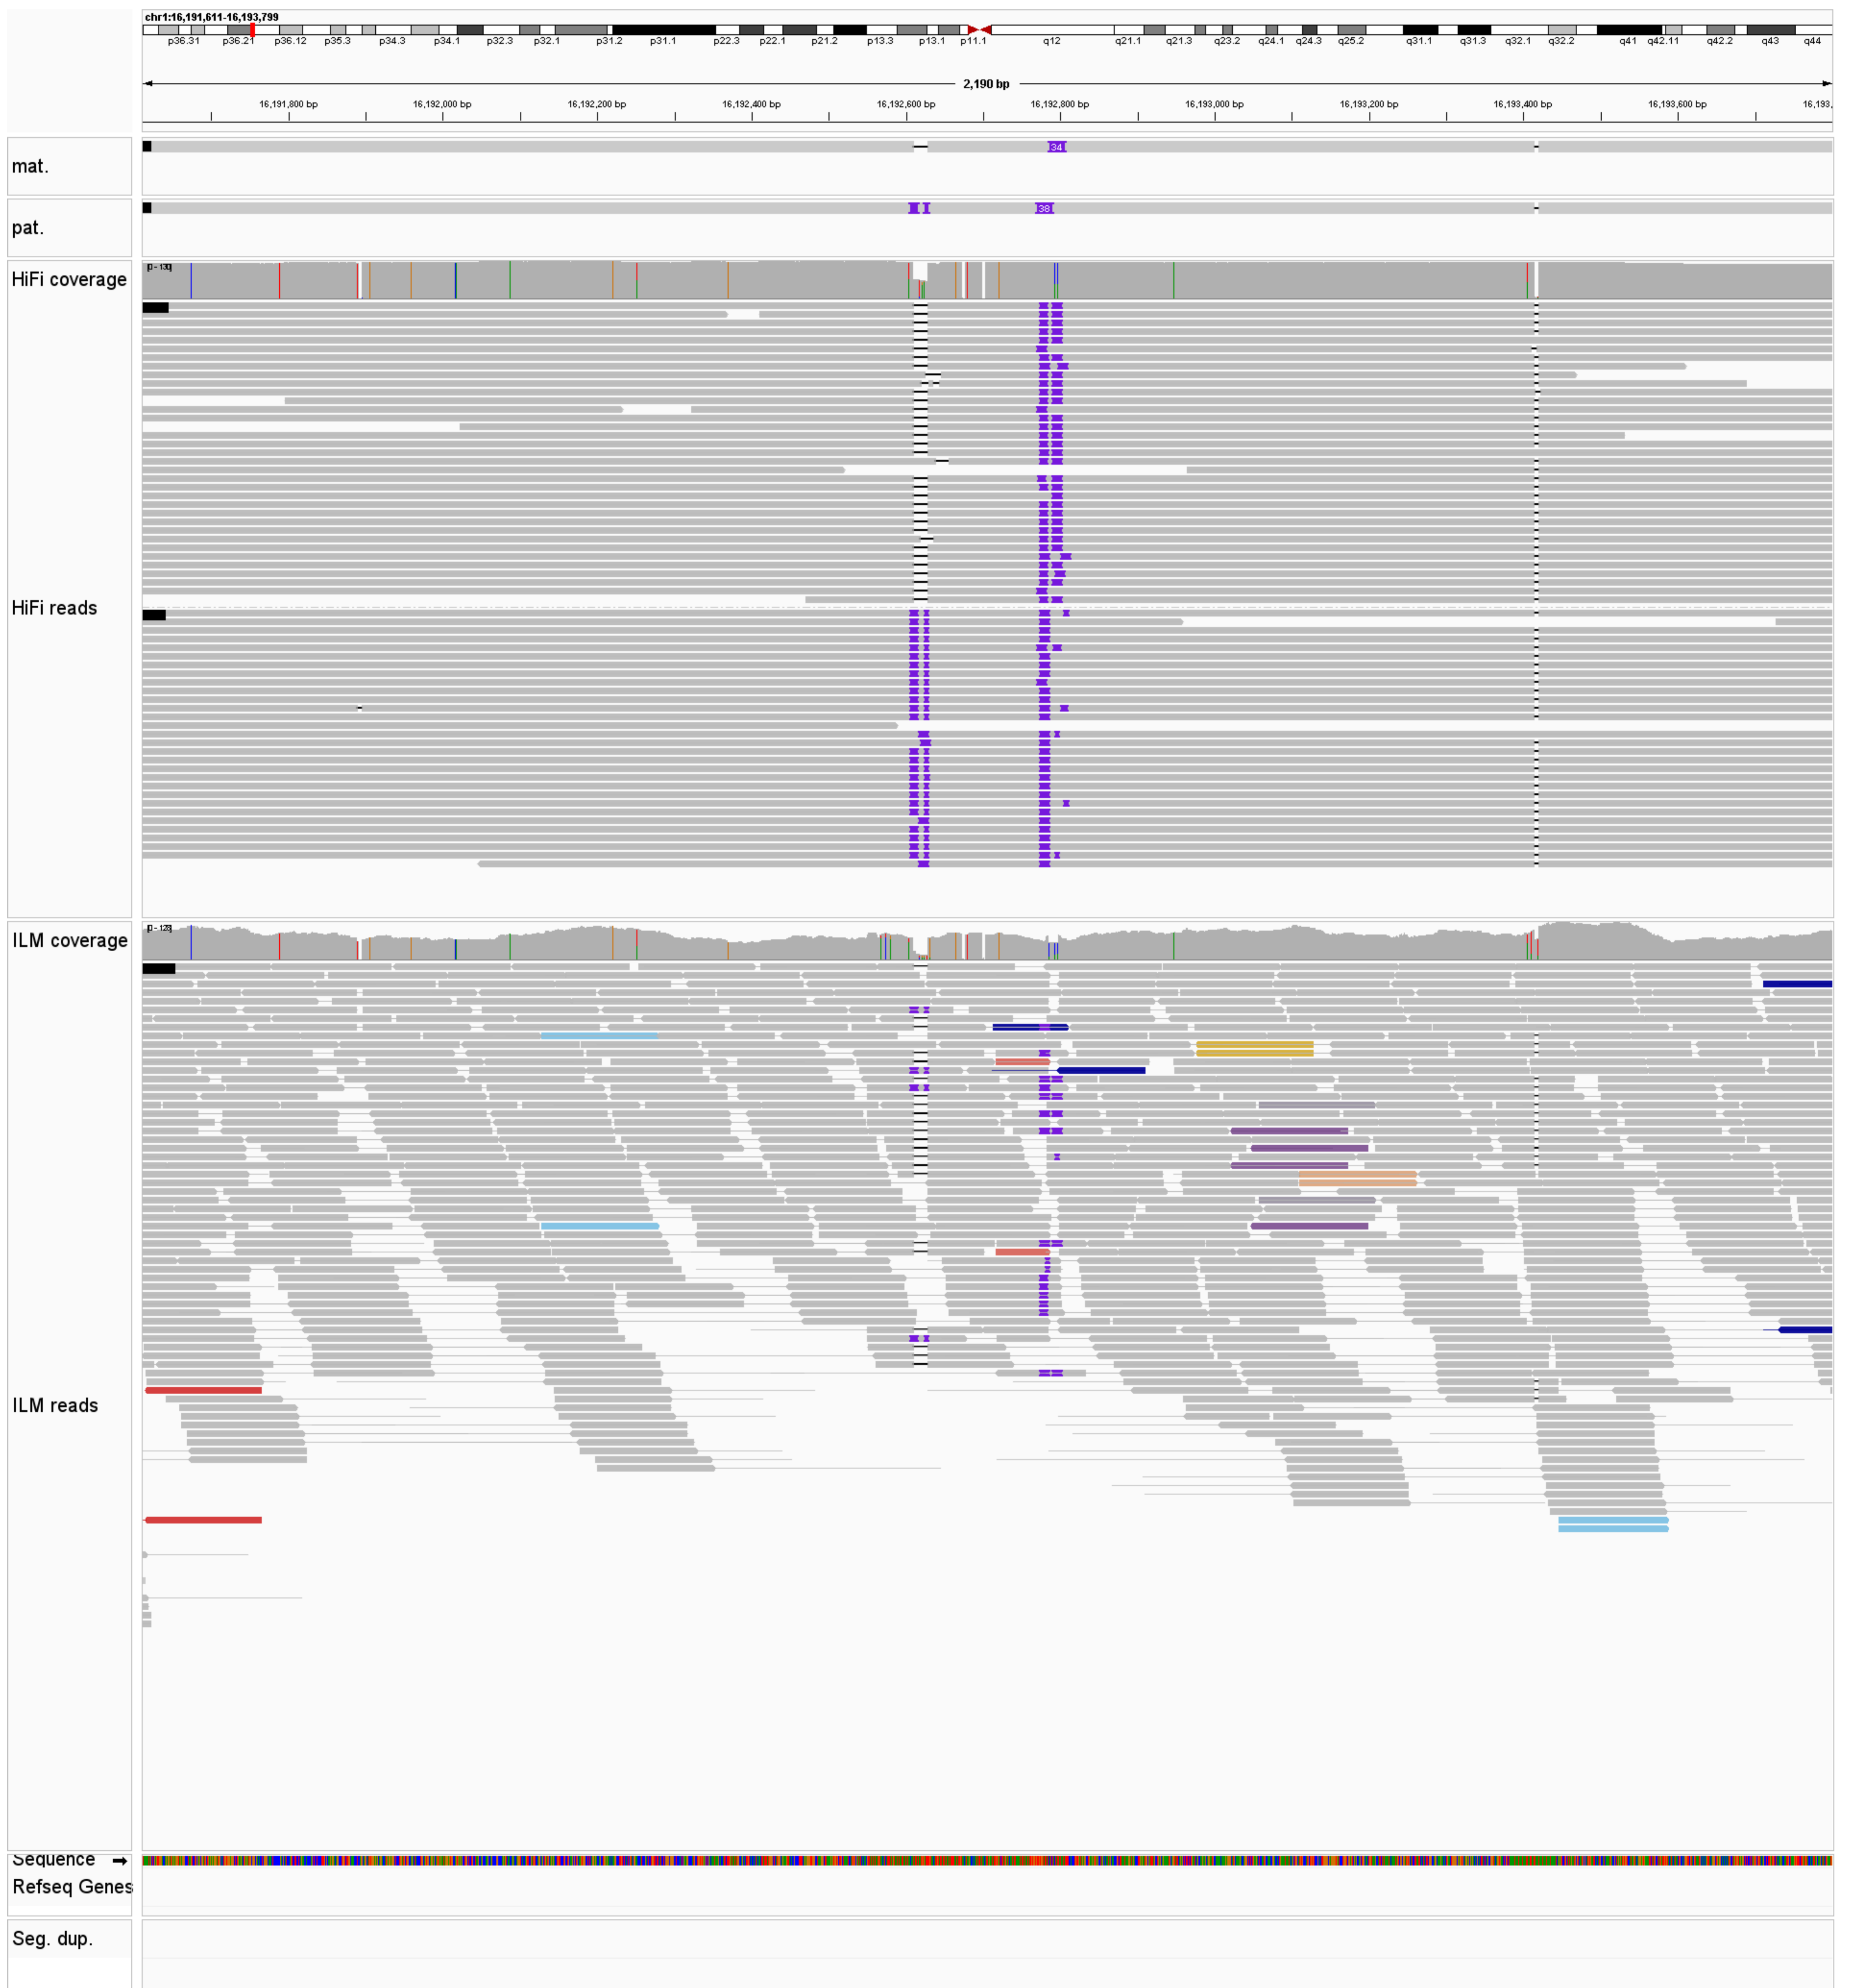 chr1:16,191,611-16,193,799
p36.31 p36.21 p36.12 p35.3 p34.3 p34.1 p32.3 p32.1 p31.2 p31.1 p22.3 p22.1 p21.2 p13.3 p13.1 p11.1 q12 q21.1 q21.3 q23.2 q24.1 q24.3 q25.2 q31.1 q31.3 q32.1 q32.2 q41 q42.11 q42.2 q43 q44
2,190 bp
16,191,800 bp 16,192,000 bp 16,192,200 bp 16,192,400 bp 16,192,600 bp 16,192,800 bp 16,193,000 bp 16,193,200 bp 16,193,400 bp 16,193,600 bp 16,193,
mat.
34
pat.
38
HiFi coverage
[0 - 130]
HiFi reads
ILM coverage
[0 - 128]
ILM reads
Sequence
Refseq Genes
Seg. dup.